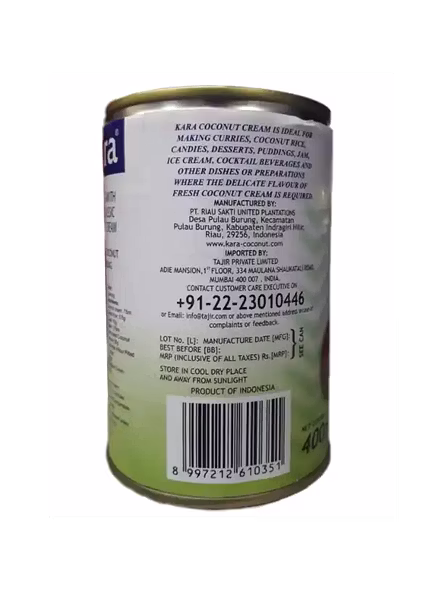 ra®
KARA COCONUT CREAM IS IDEAL FOR
MAKING CURRIES, COCONUT RICE,
CANDIES, DESSERTS, PUDDINGS, JAM,
ICE CREAM, COCKTAIL BEVERAGES AND
OTHER DISHES OR PREPARATIONS
WHERE THE DELICATE FLAVOUR OF
FRESH COCONUT CREAM IS REQUIRED
MANUFACTURED BY:
PT. RIAU SAKTI UNITED PLANTATIONS
Desa Pulau Burung, Kecamatan
Pulau Burung, Kabupaten Indragiri Hilir,
Riau, 29256, Indonesia
www.kara-coconut.com
IMPORTED BY:
TAJIR PRIVATE LIMITED
ADIE MANSION,1ST FLOOR, 334 MAULANA SHAUKATALI ROAD,
MUMBAI 400 007 . INDIA.
CONTACT CUSTOMER CARE EXECUTIVE ON
+91-22-23010446
or Email: info@tajir.com or above mentioned address in case of
complaints or feedback.
LOT No. [L]: MANUFACTURE DATE [MFG]:
BEST BEFORE [BB]:
MRP (INCLUSIVE OF ALL TAXES) Rs.[MRP]:
SEE CAN
STORE IN COOL DRY PLACE
AND AWAY FROM SUNLIGHT
PRODUCT OF INDONESIA
8 997212 610351
NET
400